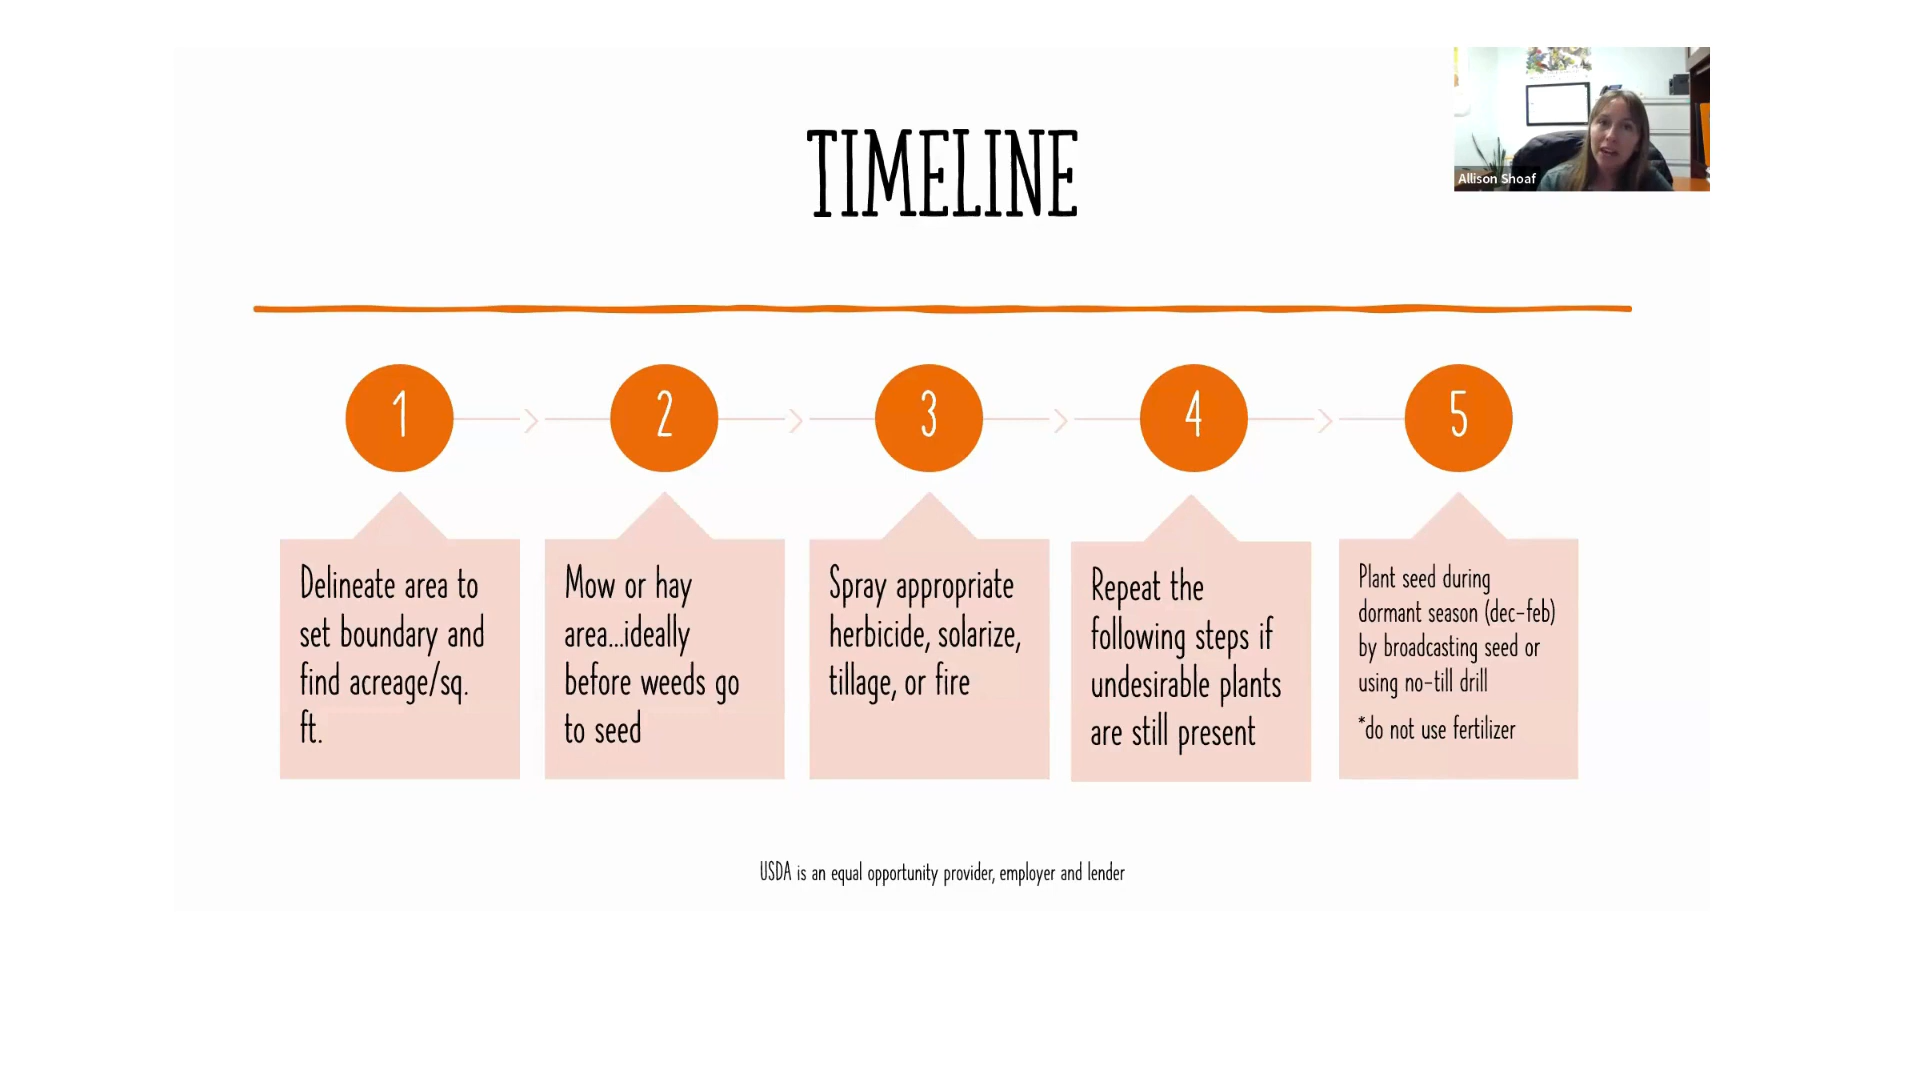 TIMELINE
Allison Shoaf
1
2
3
4
5
Delineate area to
set boundary and
find acreage/sq.
ft.
Mow or hay
area...ideally
before weeds go
to seed
Spray appropriate
herbicide, solarize,
tillage, or fire
Repeat the
following steps if
undesirable plants
are still present
Plant seed during
dormant season (dec-feb)
by broadcasting seed or
using no-till drill
*do not use fertilizer
USDA is an equal opportunity provider, employer and lender